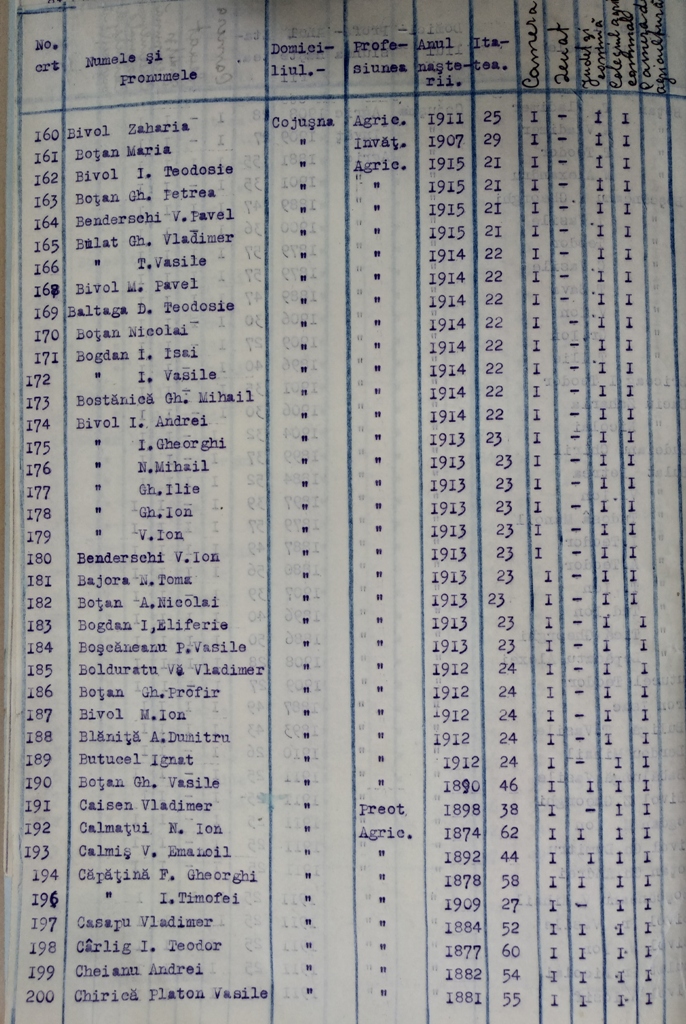 No. crt	Numele şi pronumele	Domiciliul.-	Profesiunea	Anul naşterii.	Etatea.	Camera	Senat	Judeţ şi comună
160	Bivol Zaharia	Cojuşna	Agric.	1911	25	I	-	I	I
161	Boţan Maria	"	Invăţ.	1907	29	I	-	I	I
162	Bivol I. Teodosie	"	Agric.	1915	21	I	-	I	I
163	Boţan Gh. Petrea	"	"	1915	21	I	-	I	I
164	Benderschi V.Pavel	"	"	1915	21	I	-	I	I
165	Bulat Gh. Vladimer	"	"	1915	21	I	-	I	I
166	" T.Vasile	"	"	1914	22	I	-	I	I
168	Bivol M. Pavel	"	"	1914	22	I	-	I	I
169	Baltaga D. Teodosie	"	"	1914	22	I	-	I	I
170	Boţan Nicolai	"	"	1914	22	I	-	I	I
171	Bogdan I. Isai	"	"	1914	22	I	-	I	I
172	" I. Vasile	"	"	1914	22	I	-	I	I
173	Bostănică Gh. Mihail	"	"	1914	22	I	-	I	I
174	Bivol I. Andrei	"	"	1914	22	I	-	I	I
175	" I.Gheorghi	"	"	1913	23	I	-	I	I
176	" N.Mihail	"	"	1913	23	I	-	I	I
177	" Gh.Ilie	"	"	1913	23	I	-	I	I
178	" Gh.Ion	"	"	1913	23	I	-	I	I
179	" V.Ion	"	"	1913	23	I	-	I	I
180	Benderschi V.Ion	"	"	1913	23	I	-	I	I
181	Bajora N.Toma	"	"	1913	23	I	-	I	I
182	Boţan A.Nicolai	"	"	1913	23	I	-	I	I
183	Bogdan I,Eliferie	"	"	1913	23	I	-	I	I
184	Boşcăneanu P.Vasile	"	"	1913	23	I	-	I	I
185	Bolduratu V. Vladimer	"	"	1912	24	I	-	I	I
186	Boţan Gh.Profir	"	"	1912	24	I	-	I	I
187	Bivol M.Ion	"	"	1912	24	I	-	I	I
188	Blăniţă A.Dumitru	"	"	1912	24	I	-	I	I
189	Butucel Ignat	"	"	1912	24	I	-	I	I
190	Boţan Gh. Vasile	"	"	1890	46	I	I	I	I
191	Caisen Vladimer	"	Preot	1898	38	I	-	I	I
192	Calmaţui N. Ion	"	Agric.	1874	62	I	I	I	I
193	Calmiş V. Emanoil	"	"	1892	44	I	I	I	I
194	Căpăţină F. Gheorghi	"	"	1878	58	I	I	I	I
196	" I.Timofei	"	"	1909	27	I	-	I	I
197	Casapu Vladimer	"	"	1884	52	I	I	I	I
198	Cârlig I. Teodor	"	"	1877	60	I	I	I	I
199	Cheianu Andrei	"	"	1882	54	I	I	I	I
200	Chirică Platon Vasile	"	"	1881	55	I	I	I	I